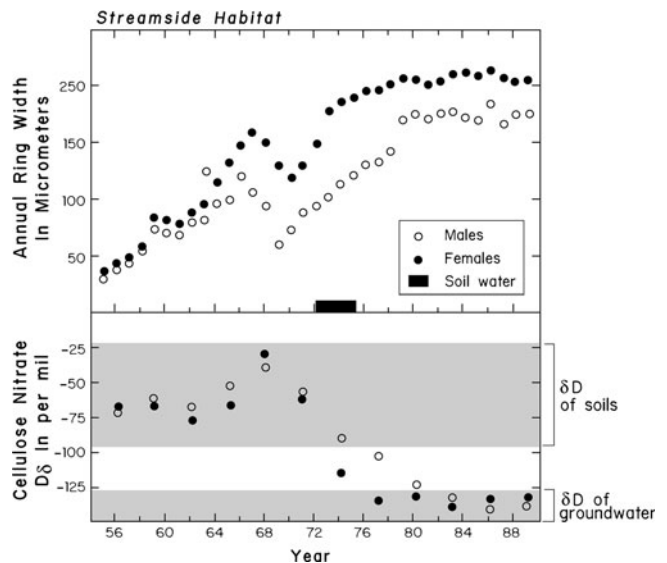 Streamside Habitat
Annual Ring Width
In Micrometers
250
150
100
50
Males
Females
Soil water
Cellulose Nitrate
Dδ In per mil
-25
-50
-75
-100
-125
δD
of soils
δD of
groundwater
56
60
64
68
72
76
80
84
88
Year